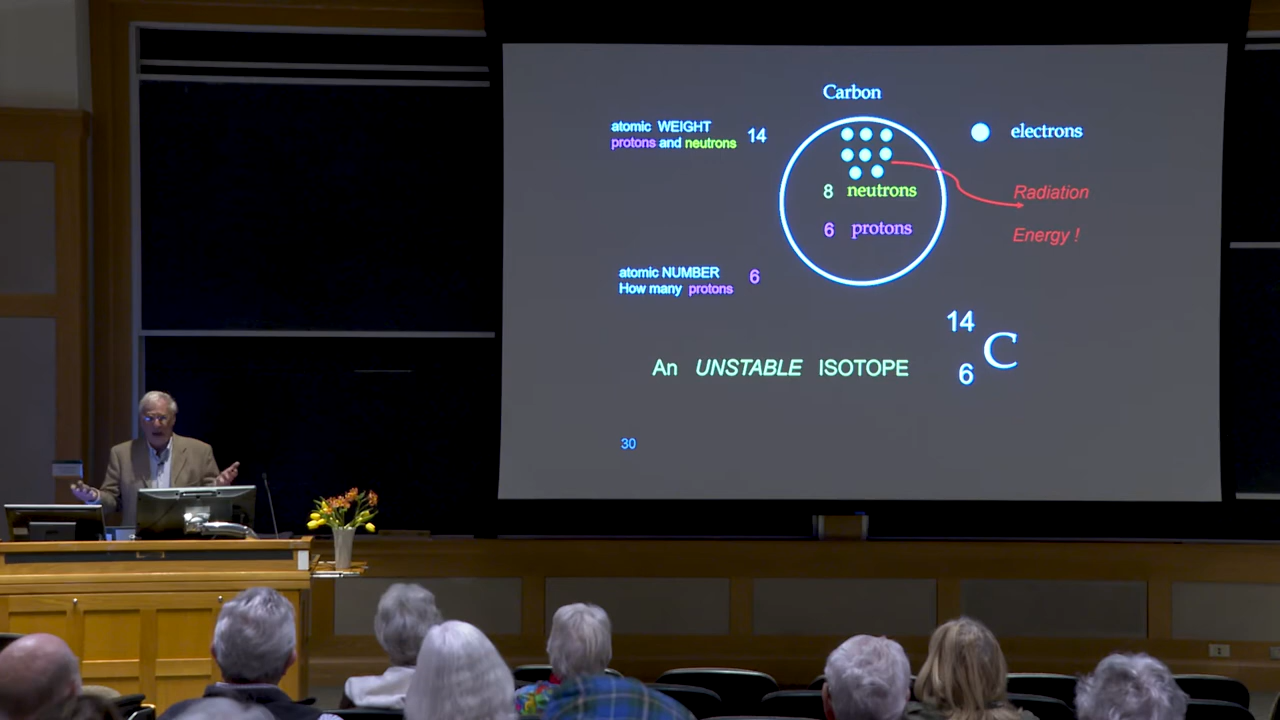 Carbon
atomic WEIGHT
protons and neutrons 14
electrons
8 neutrons
Radiation
6 protons
Energy !
atomic NUMBER
How many protons 6
14
C
6
An UNSTABLE ISOTOPE
30